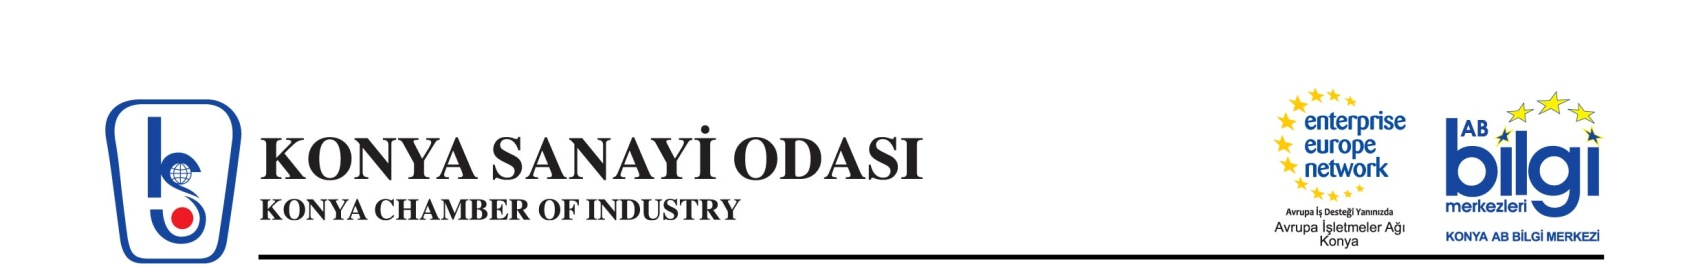 KONYA SANAYİ ODASI
KONYA CHAMBER OF INDUSTRY
enterprise
europe
network
Avrupa İş Desteği Yanınızda
Avrupa İşletmeler Ağı
Konya
AB
bilgi
merkezleri
KONYA AB BİLGİ MERKEZİ